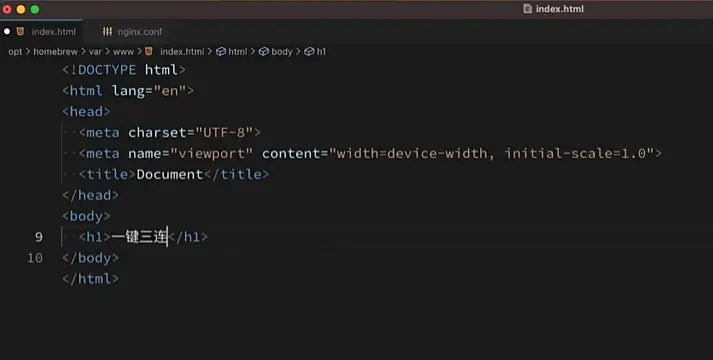 index.html
index.html nginx.conf
opt > homebrew > var > www > index.html > html > body > h1
<!DOCTYPE html>
<html lang="en">
<head>
<meta charset="UTF-8">
<meta name="viewport" content="width=device-width, initial-scale=1.0">
<title>Document</title>
</head>
<body>
9 <h1>一键三连</h1>
10 </body>
</html>